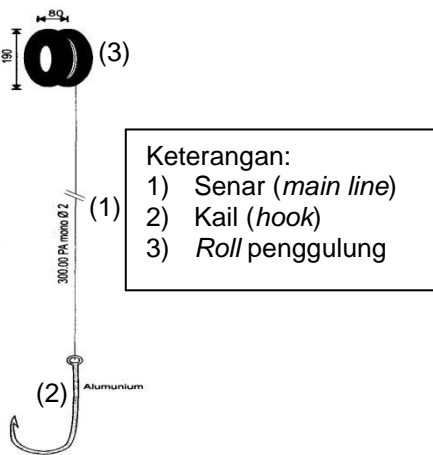 80
190
(3)
Keterangan:
1) Senar (main line)
2) Kail (hook)
3) Roll penggulung
(1)
300.00 PA mono Ø 2
(2)
Alumunium